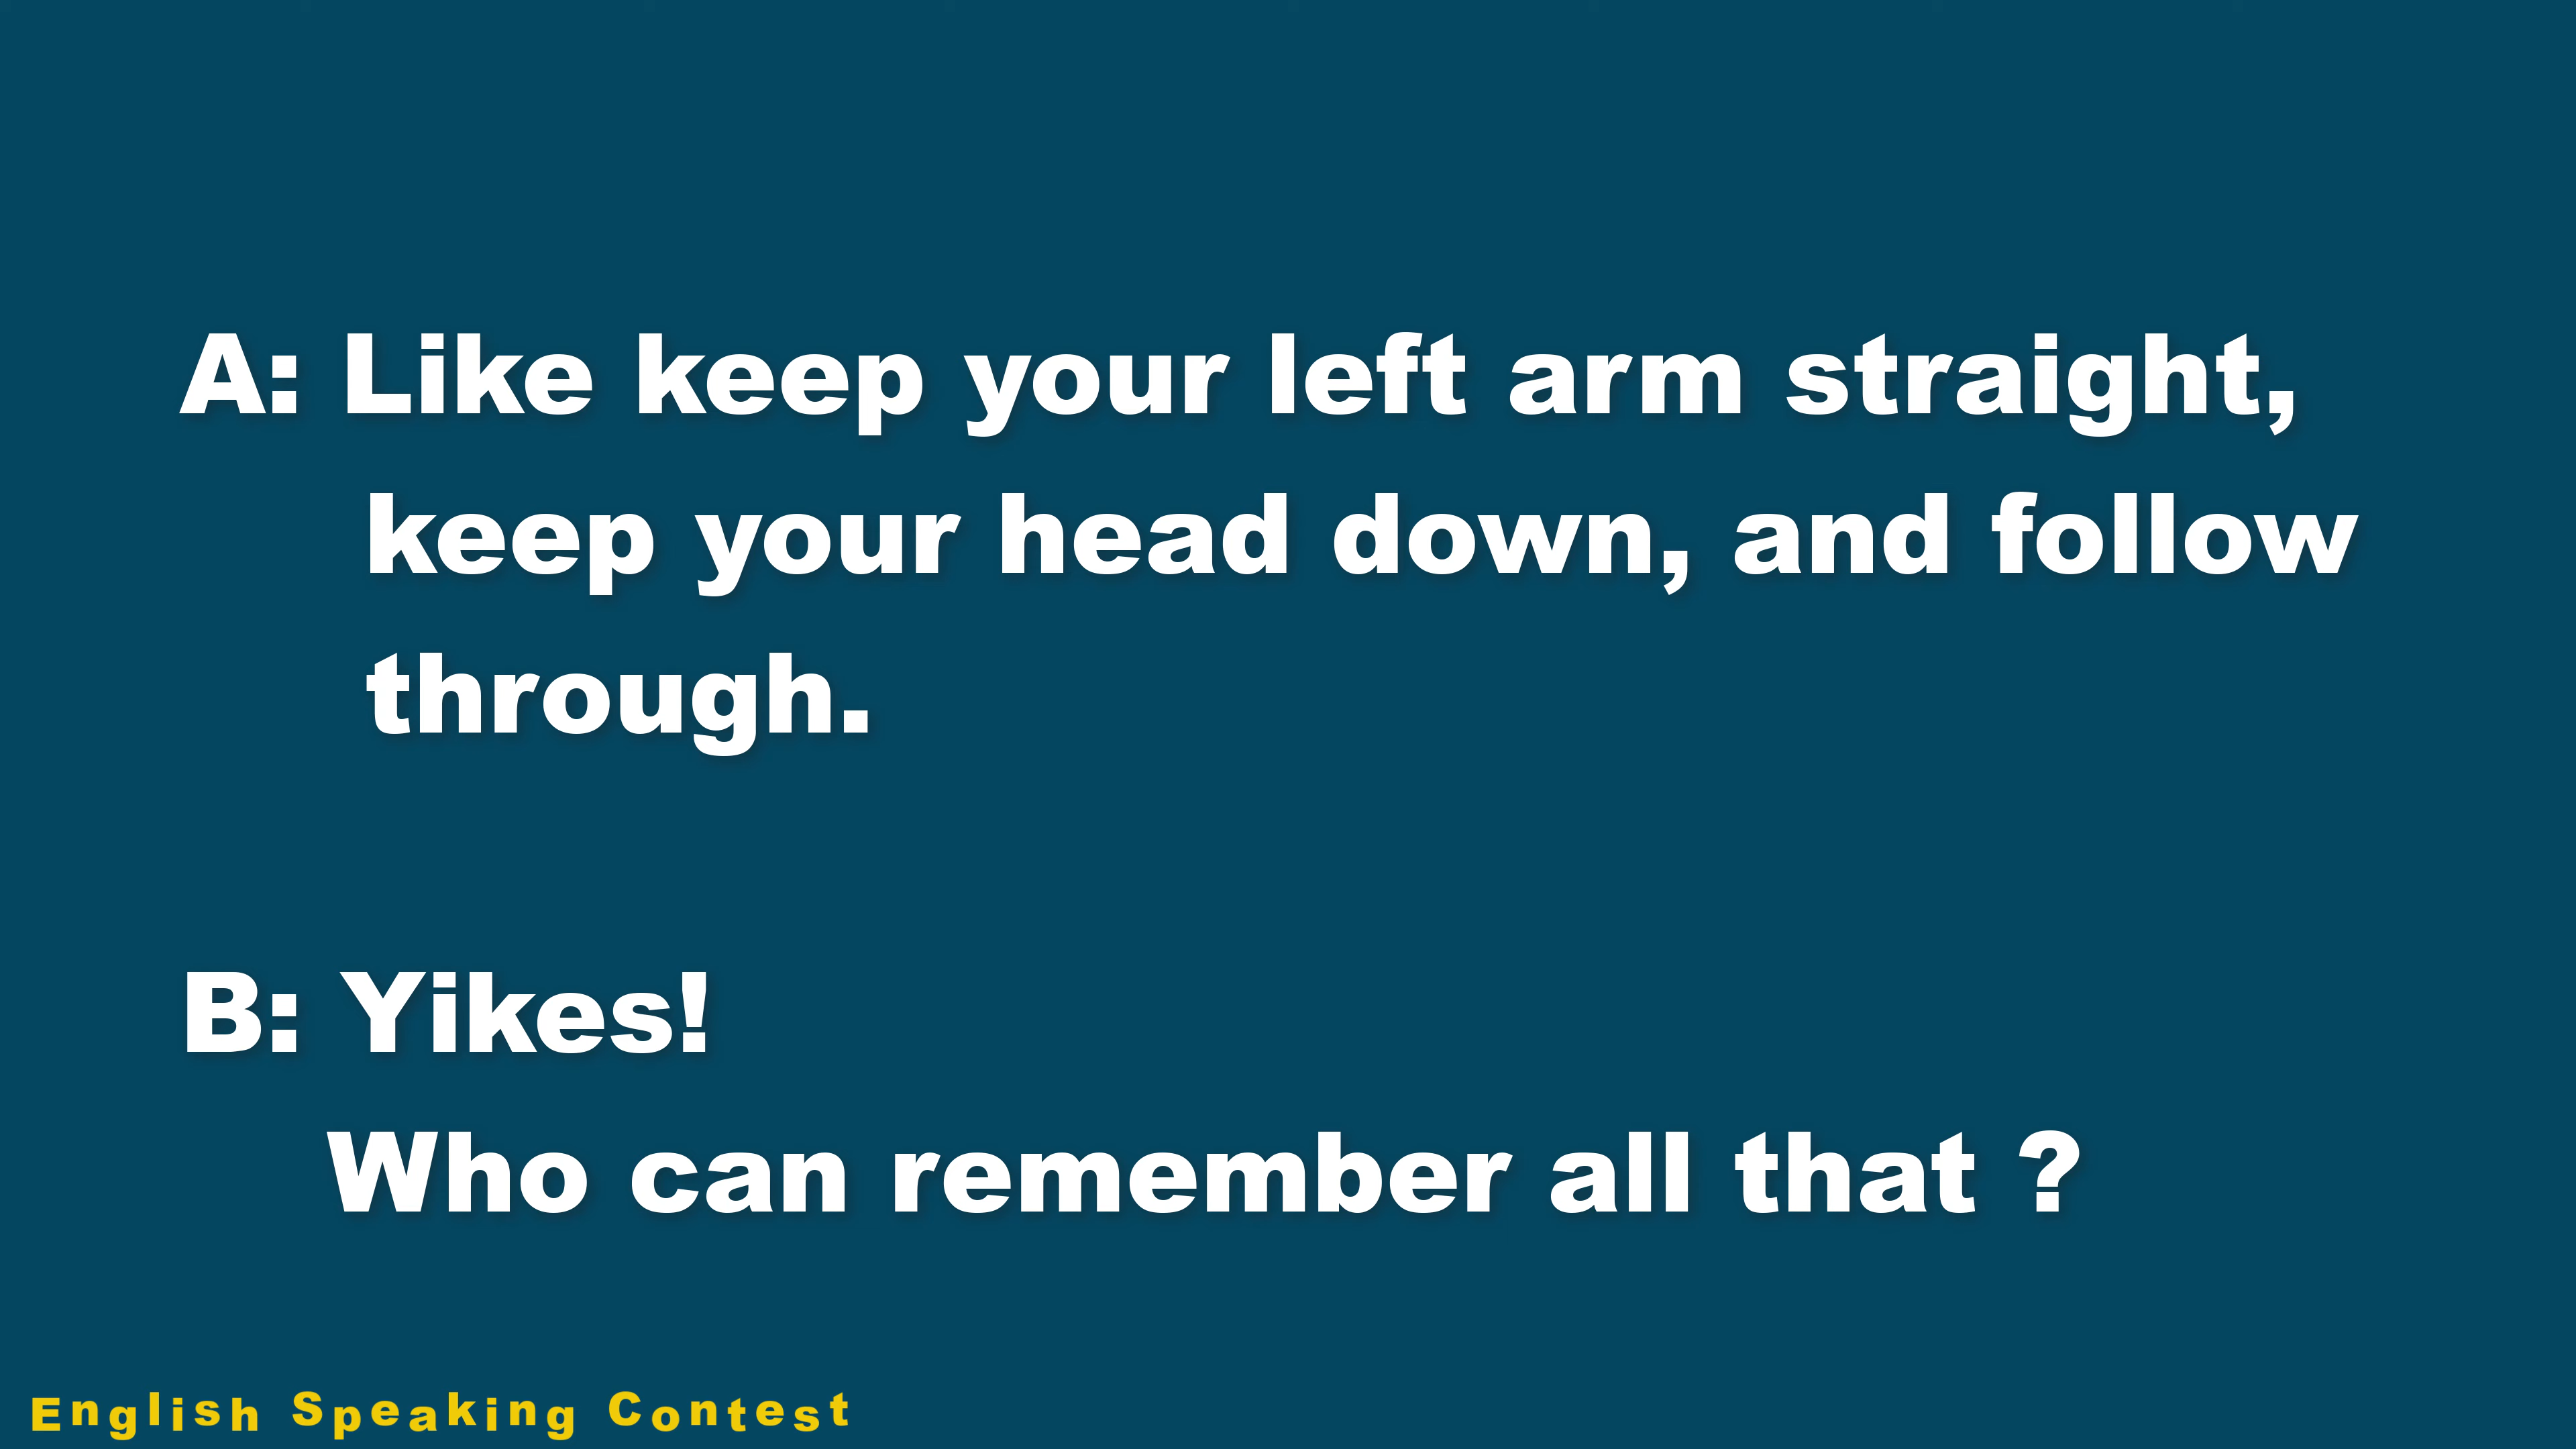 A: Like keep your left arm straight,
keep your head down, and follow
through.
B: Yikes!
Who can remember all that ?
English Speaking Contest